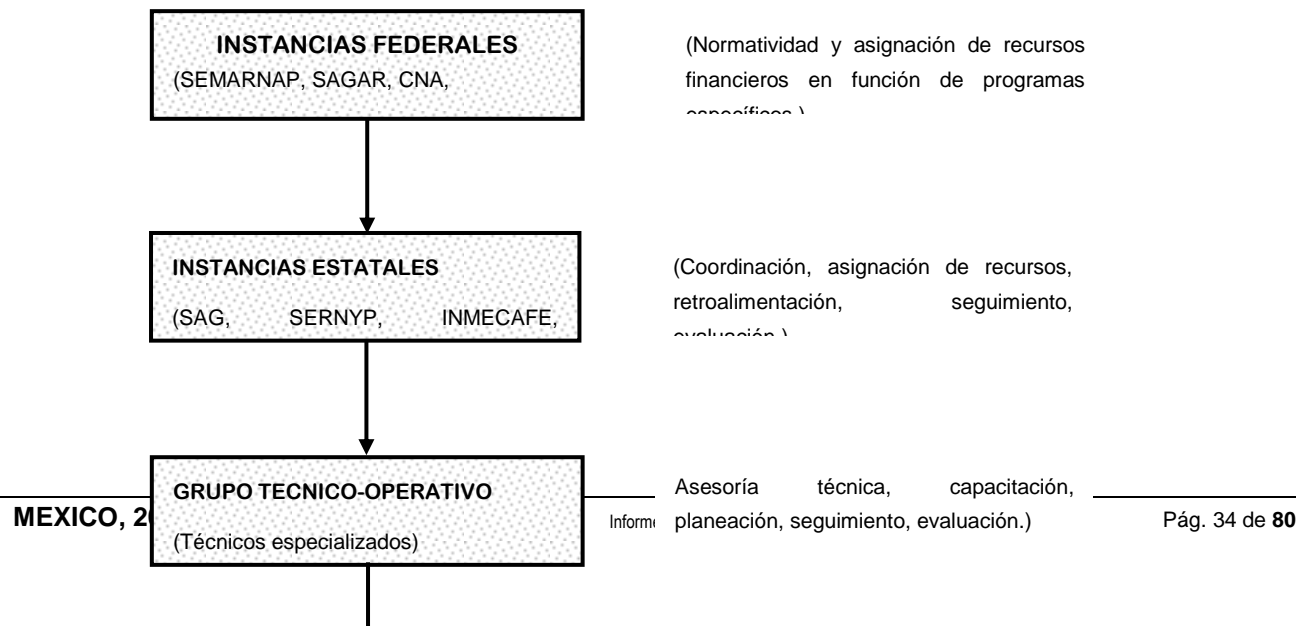 INSTANCIAS FEDERALES
(SEMARNAP, SAGAR, CNA,
(Normatividad y asignación de recursos
financieros en función de programas
específicos.)
INSTANCIAS ESTATALES
(SAG, SERNYP, INMECAFE,
(Coordinación, asignación de recursos,
retroalimentación, seguimiento,
evaluación.)
GRUPO TECNICO-OPERATIVO
(Técnicos especializados)
Asesoría técnica, capacitación,
planeación, seguimiento, evaluación.)
MEXICO,
Pág. 34 de 80